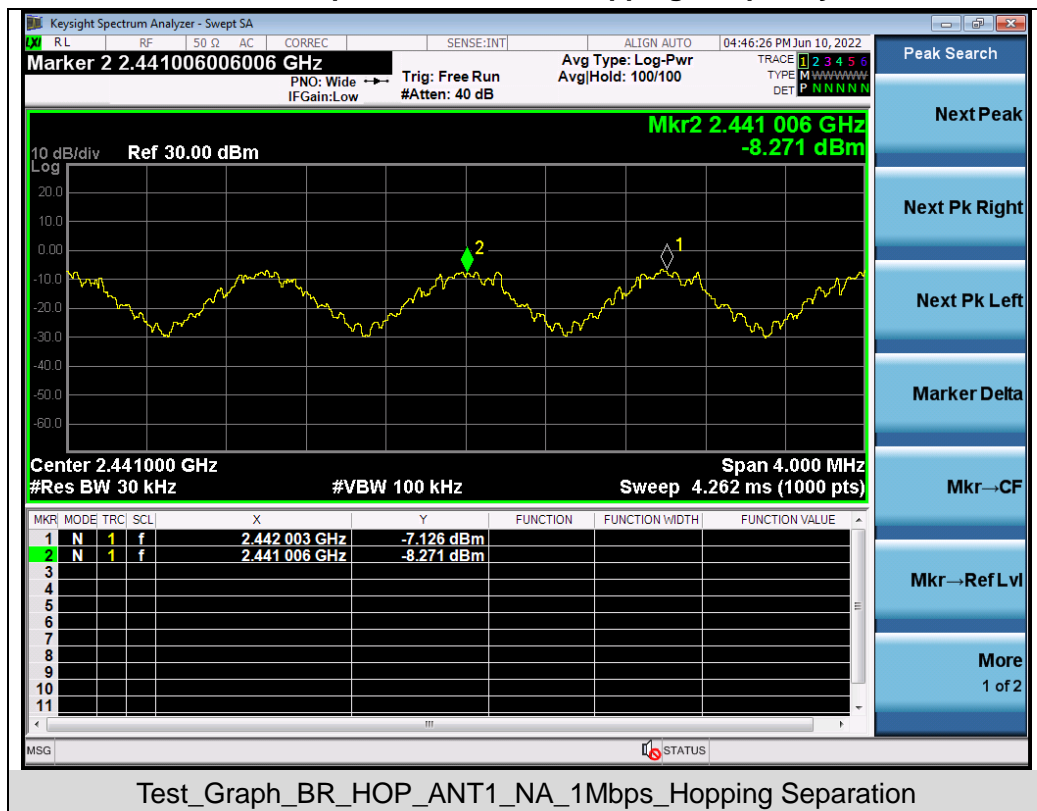 Keysight Spectrum Analyzer - Swept SA
LXI RL RF 50 Ω AC CORREC SENSE:INT ALIGN AUTO 04:46:26 PM Jun 10, 2022
Marker 2 2.441006006006 GHz
PNO: Wide
IFGain:Low
Trig: Free Run
#Atten: 40 dB
Avg Type: Log-Pwr
Avg|Hold: 100/100
TRACE 1 2 3 4 5 6
TYPE M WWWWW
DET P NNNNN
Peak Search
Next Peak
Next Pk Right
Next Pk Left
Marker Delta
Mkr→CF
Mkr→Ref Lvl
More
1 of 2
Mkr2 2.441 006 GHz
-8.271 dBm
10 dB/div Ref 30.00 dBm
Log
20.0
10.0
0.00
-10.0
-20.0
-30.0
-40.0
-50.0
-60.0
2
1
Center 2.441000 GHz Span 4.000 MHz
#Res BW 30 kHz #VBW 100 kHz Sweep 4.262 ms (1000 pts)
MKR MODE TRC SCL X Y FUNCTION FUNCTION WIDTH FUNCTION VALUE
1 N 1 f 2.442 003 GHz -7.126 dBm
2 N 1 f 2.441 006 GHz -8.271 dBm
3
4
5
6
7
8
9
10
11
MSG STATUS
Test_Graph_BR_HOP_ANT1_NA_1Mbps_Hopping Separation